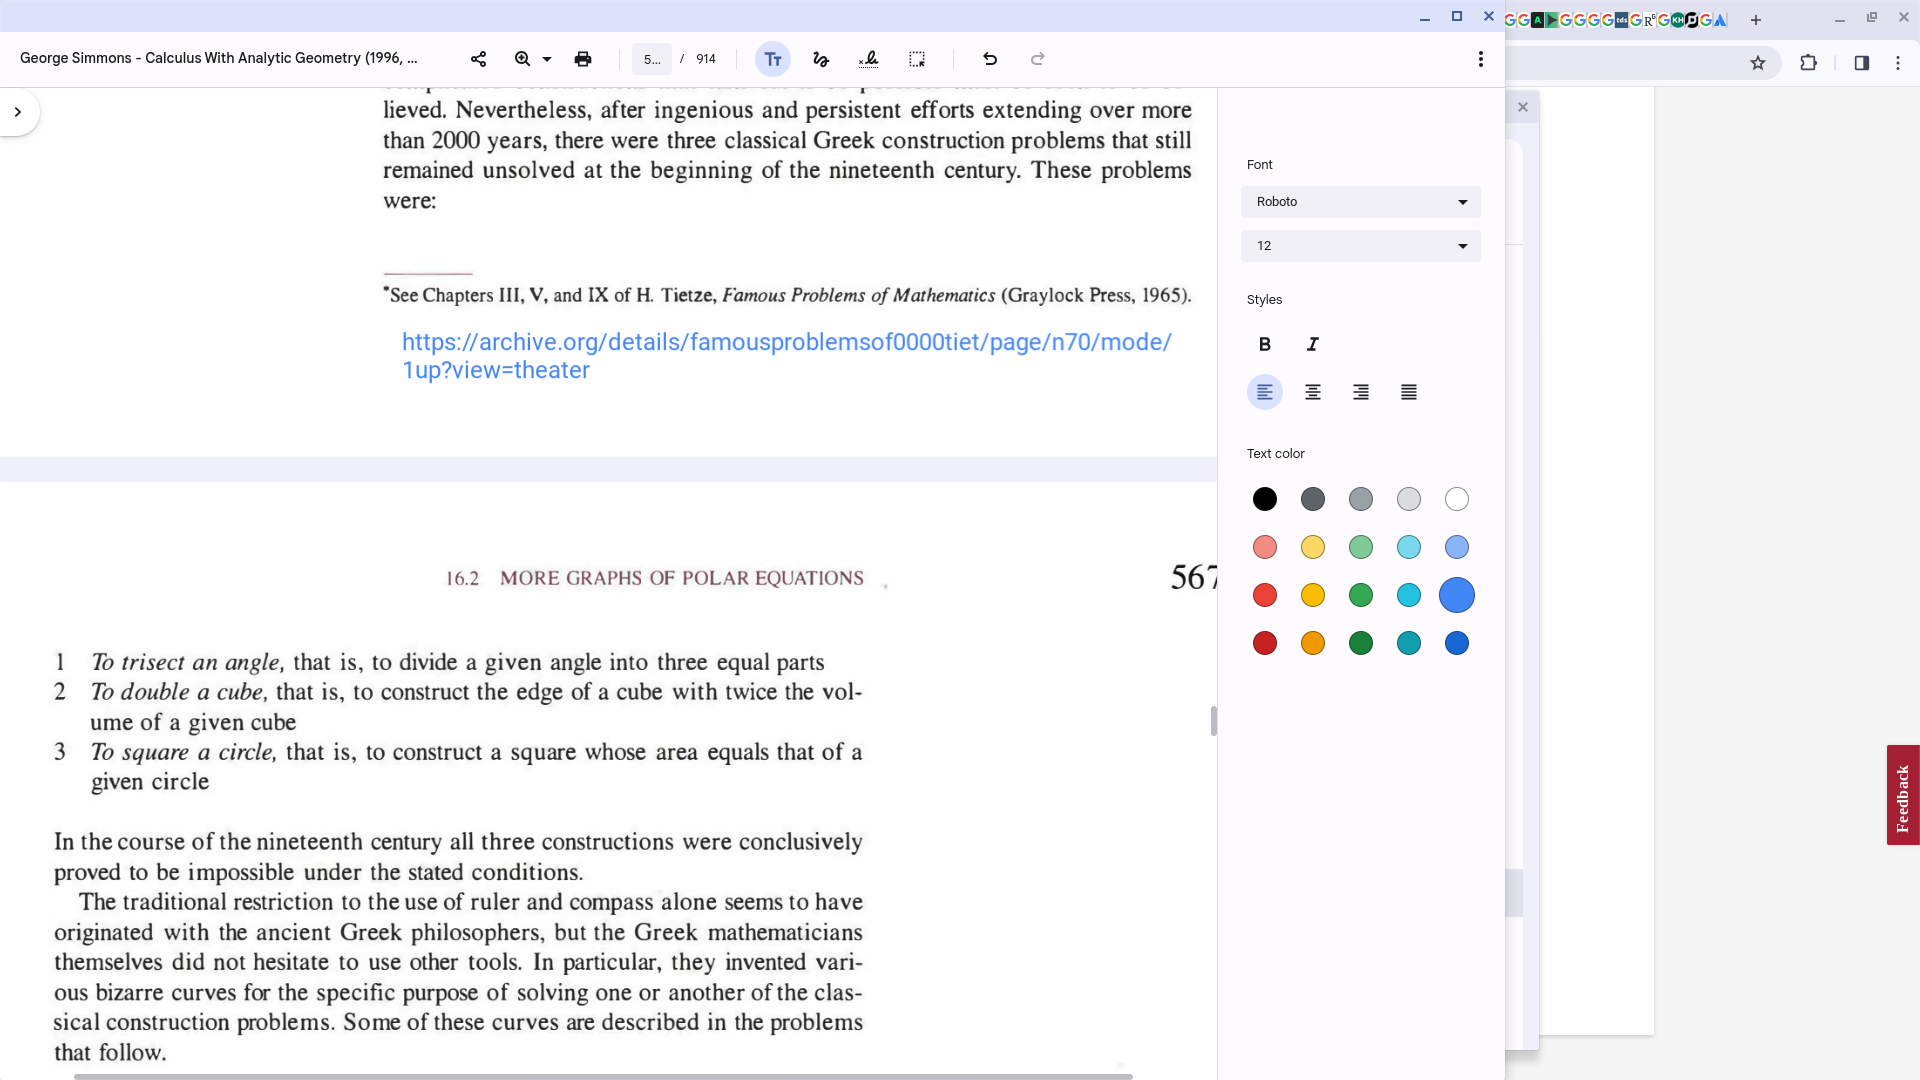 George Simmons - Calculus With Analytic Geometry (1996, ...
5... / 914
lieved. Nevertheless, after ingenious and persistent efforts extending over more
than 2000 years, there were three classical Greek construction problems that still
remained unsolved at the beginning of the nineteenth century. These problems
were:
*See Chapters III, V, and IX of H. Tietze, Famous Problems of Mathematics (Graylock Press, 1965).
https://archive.org/details/famousproblemsof0000tiet/page/n70/mode/
1up?view=theater
16.2 MORE GRAPHS OF POLAR EQUATIONS 567
1 To trisect an angle, that is, to divide a given angle into three equal parts
2 To double a cube, that is, to construct the edge of a cube with twice the vol-
ume of a given cube
3 To square a circle, that is, to construct a square whose area equals that of a
given circle
In the course of the nineteenth century all three constructions were conclusively
proved to be impossible under the stated conditions.
The traditional restriction to the use of ruler and compass alone seems to have
originated with the ancient Greek philosophers, but the Greek mathematicians
themselves did not hesitate to use other tools. In particular, they invented vari-
ous bizarre curves for the specific purpose of solving one or another of the clas-
sical construction problems. Some of these curves are described in the problems
that follow.
Font
Roboto
12
Styles
B I
Text color
Feedback